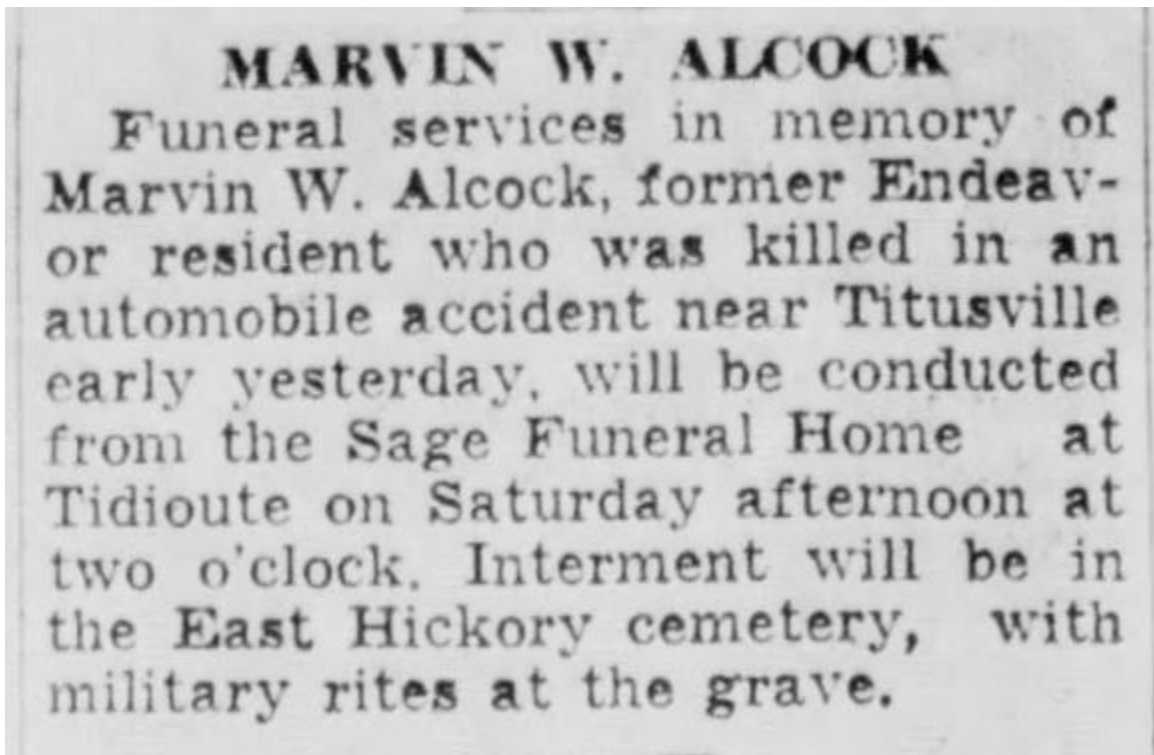 MARVIN W. ALCOCK
Funeral services in memory of
Marvin W. Alcock, former Endeav-
or resident who was killed in an
automobile accident near Titusville
early yesterday, will be conducted
from the Sage Funeral Home at
Tidioute on Saturday afternoon at
two o'clock. Interment will be in
the East Hickory cemetery, with
military rites at the grave.